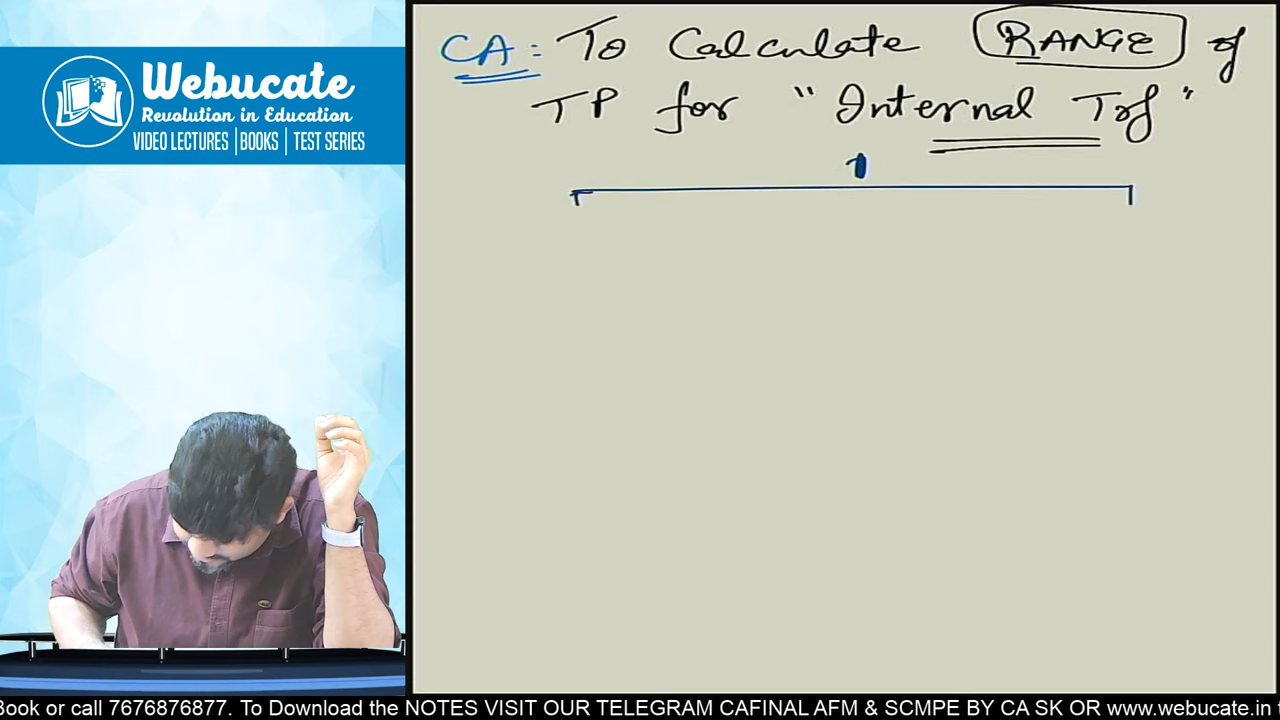 Webucate
Revolution in Education
VIDEO LECTURES | BOOKS | TEST SERIES
CA : To Calculate RANGE of
TP for "Internal Trf"
Book or call 7676876877. To Download the NOTES VISIT OUR TELEGRAM CAFINAL AFM & SCMPE BY CA SK OR www.webucate.in